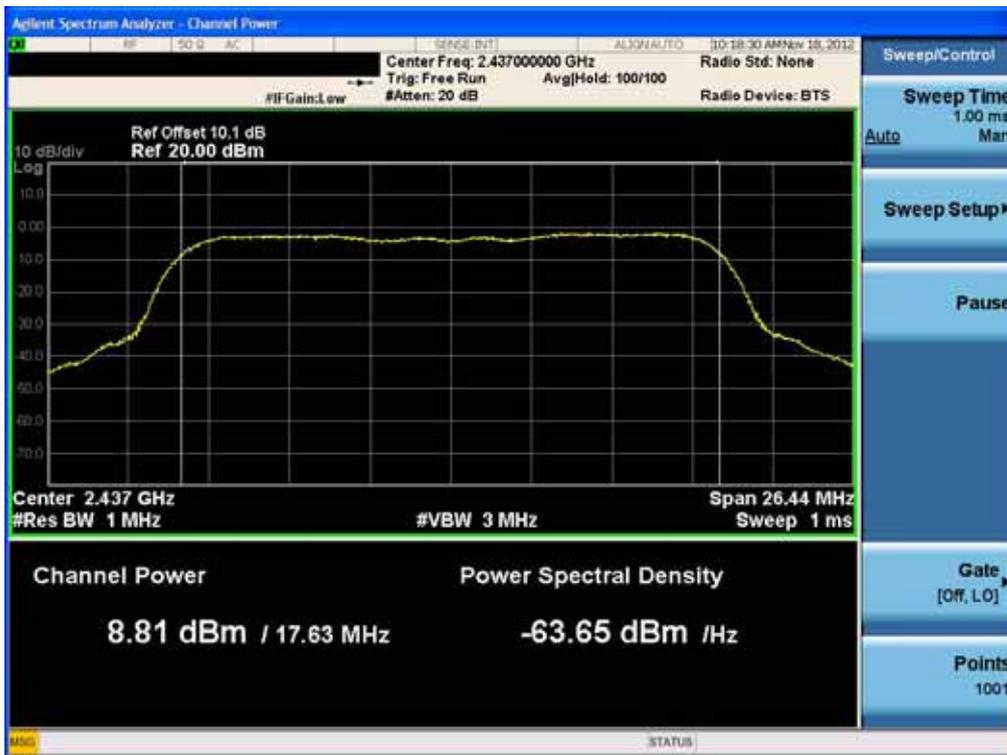 Agilent Spectrum Analyzer - Channel Power
RF 50 Ω AC SENSE:INT ALIGN AUTO 10:18:30 AM Nov 18, 2012
Center Freq: 2.437000000 GHz Radio Std: None
Trig: Free Run Avg|Hold: 100/100
#IFGain:Low #Atten: 20 dB Radio Device: BTS
Ref Offset 10.1 dB
10 dB/div Ref 20.00 dBm
Log
10.0
0.00
-10.0
-20.0
-30.0
-40.0
-50.0
-60.0
-70.0
Center 2.437 GHz Span 26.44 MHz
#Res BW 1 MHz #VBW 3 MHz Sweep 1 ms
Channel Power Power Spectral Density
8.81 dBm / 17.63 MHz -63.65 dBm /Hz
MSG STATUS
Sweep/Control
Sweep Time
1.00 ms
Auto Man
Sweep Setup
Pause
Gate
[Off, LO]
Points
1001